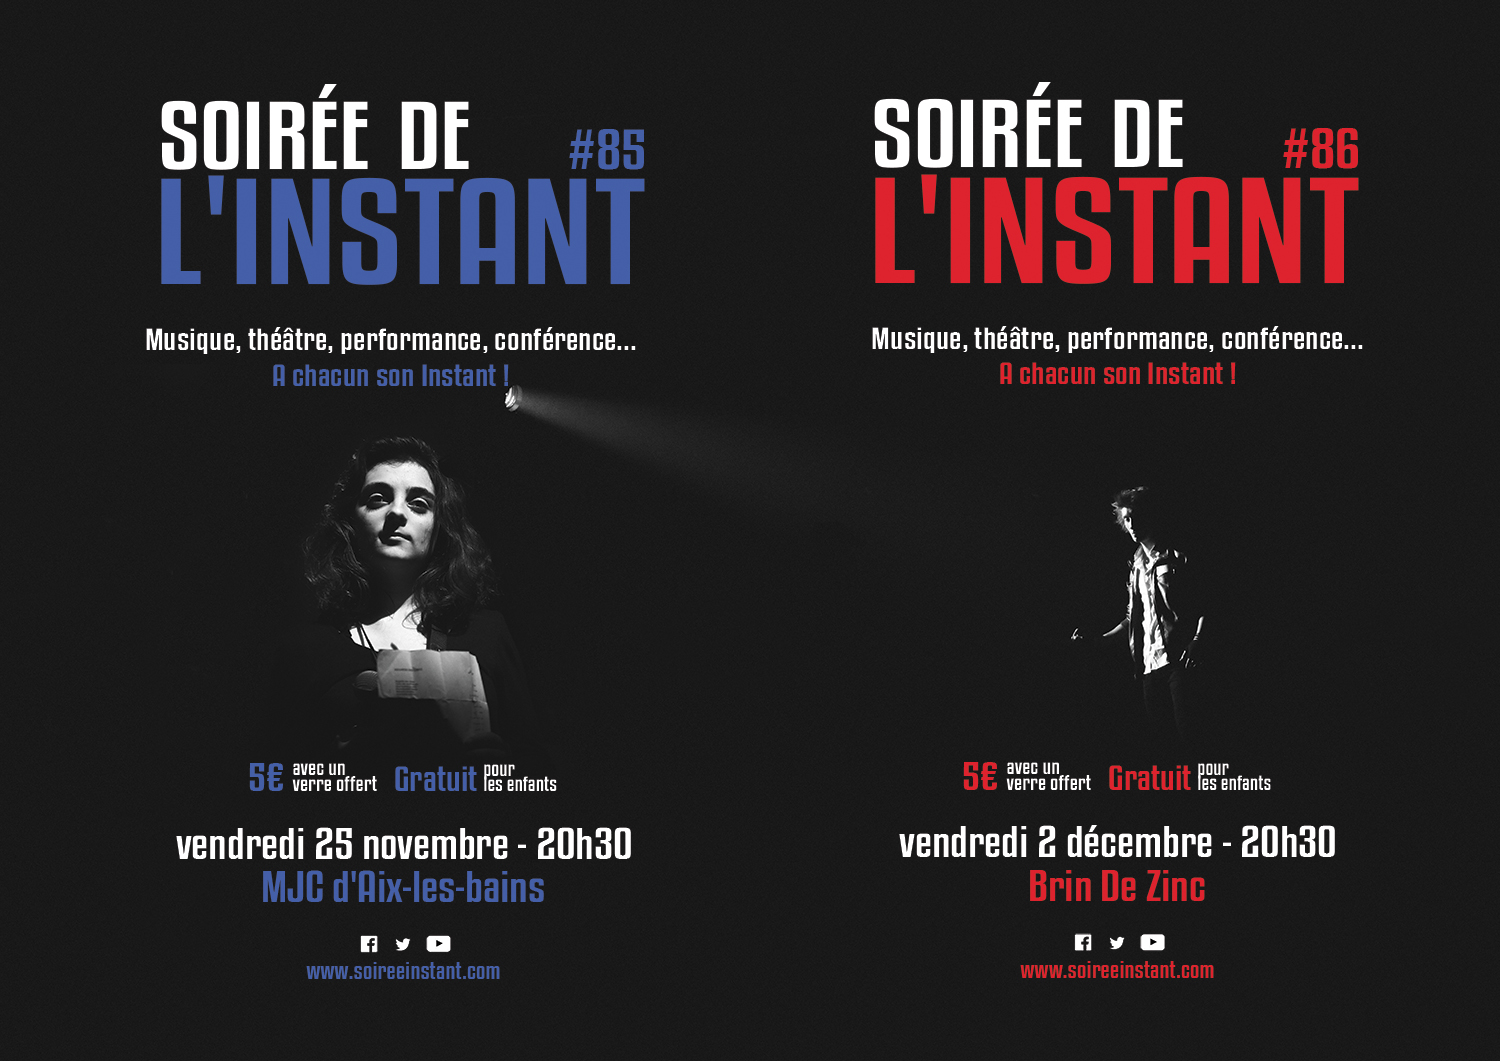 SOIRÉE DE
#85
L'INSTANT
Musique, théâtre, performance, conférence...
A chacun son Instant !
5€ avec un verre offert Gratuit pour les enfants
vendredi 25 novembre - 20h30
MJC d'Aix-les-bains
www.soireeinstant.com
SOIRÉE DE
#86
L'INSTANT
Musique, théâtre, performance, conférence...
A chacun son Instant !
5€ avec un verre offert Gratuit pour les enfants
vendredi 2 décembre - 20h30
Brin De Zinc
www.soireeinstant.com